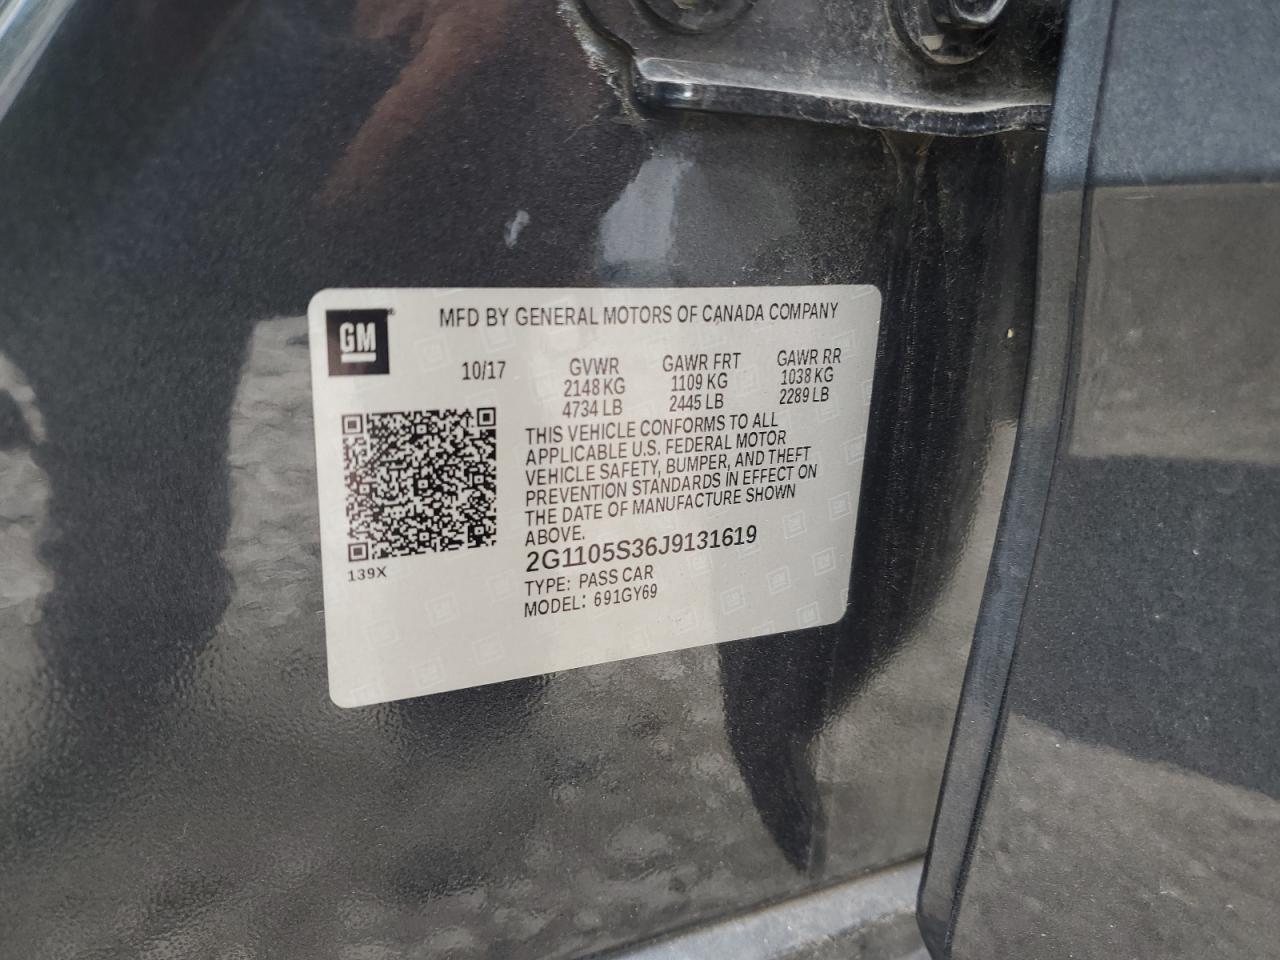 GM
MFD BY GENERAL MOTORS OF CANADA COMPANY
10/17 GVWR GAWR FRT GAWR RR
2148 KG 1109 KG 1038 KG
4734 LB 2445 LB 2289 LB
THIS VEHICLE CONFORMS TO ALL
APPLICABLE U.S. FEDERAL MOTOR
VEHICLE SAFETY, BUMPER, AND THEFT
PREVENTION STANDARDS IN EFFECT ON
THE DATE OF MANUFACTURE SHOWN
ABOVE.
2G1105S36J9131619
TYPE: PASS CAR
MODEL: 691GY69
139X